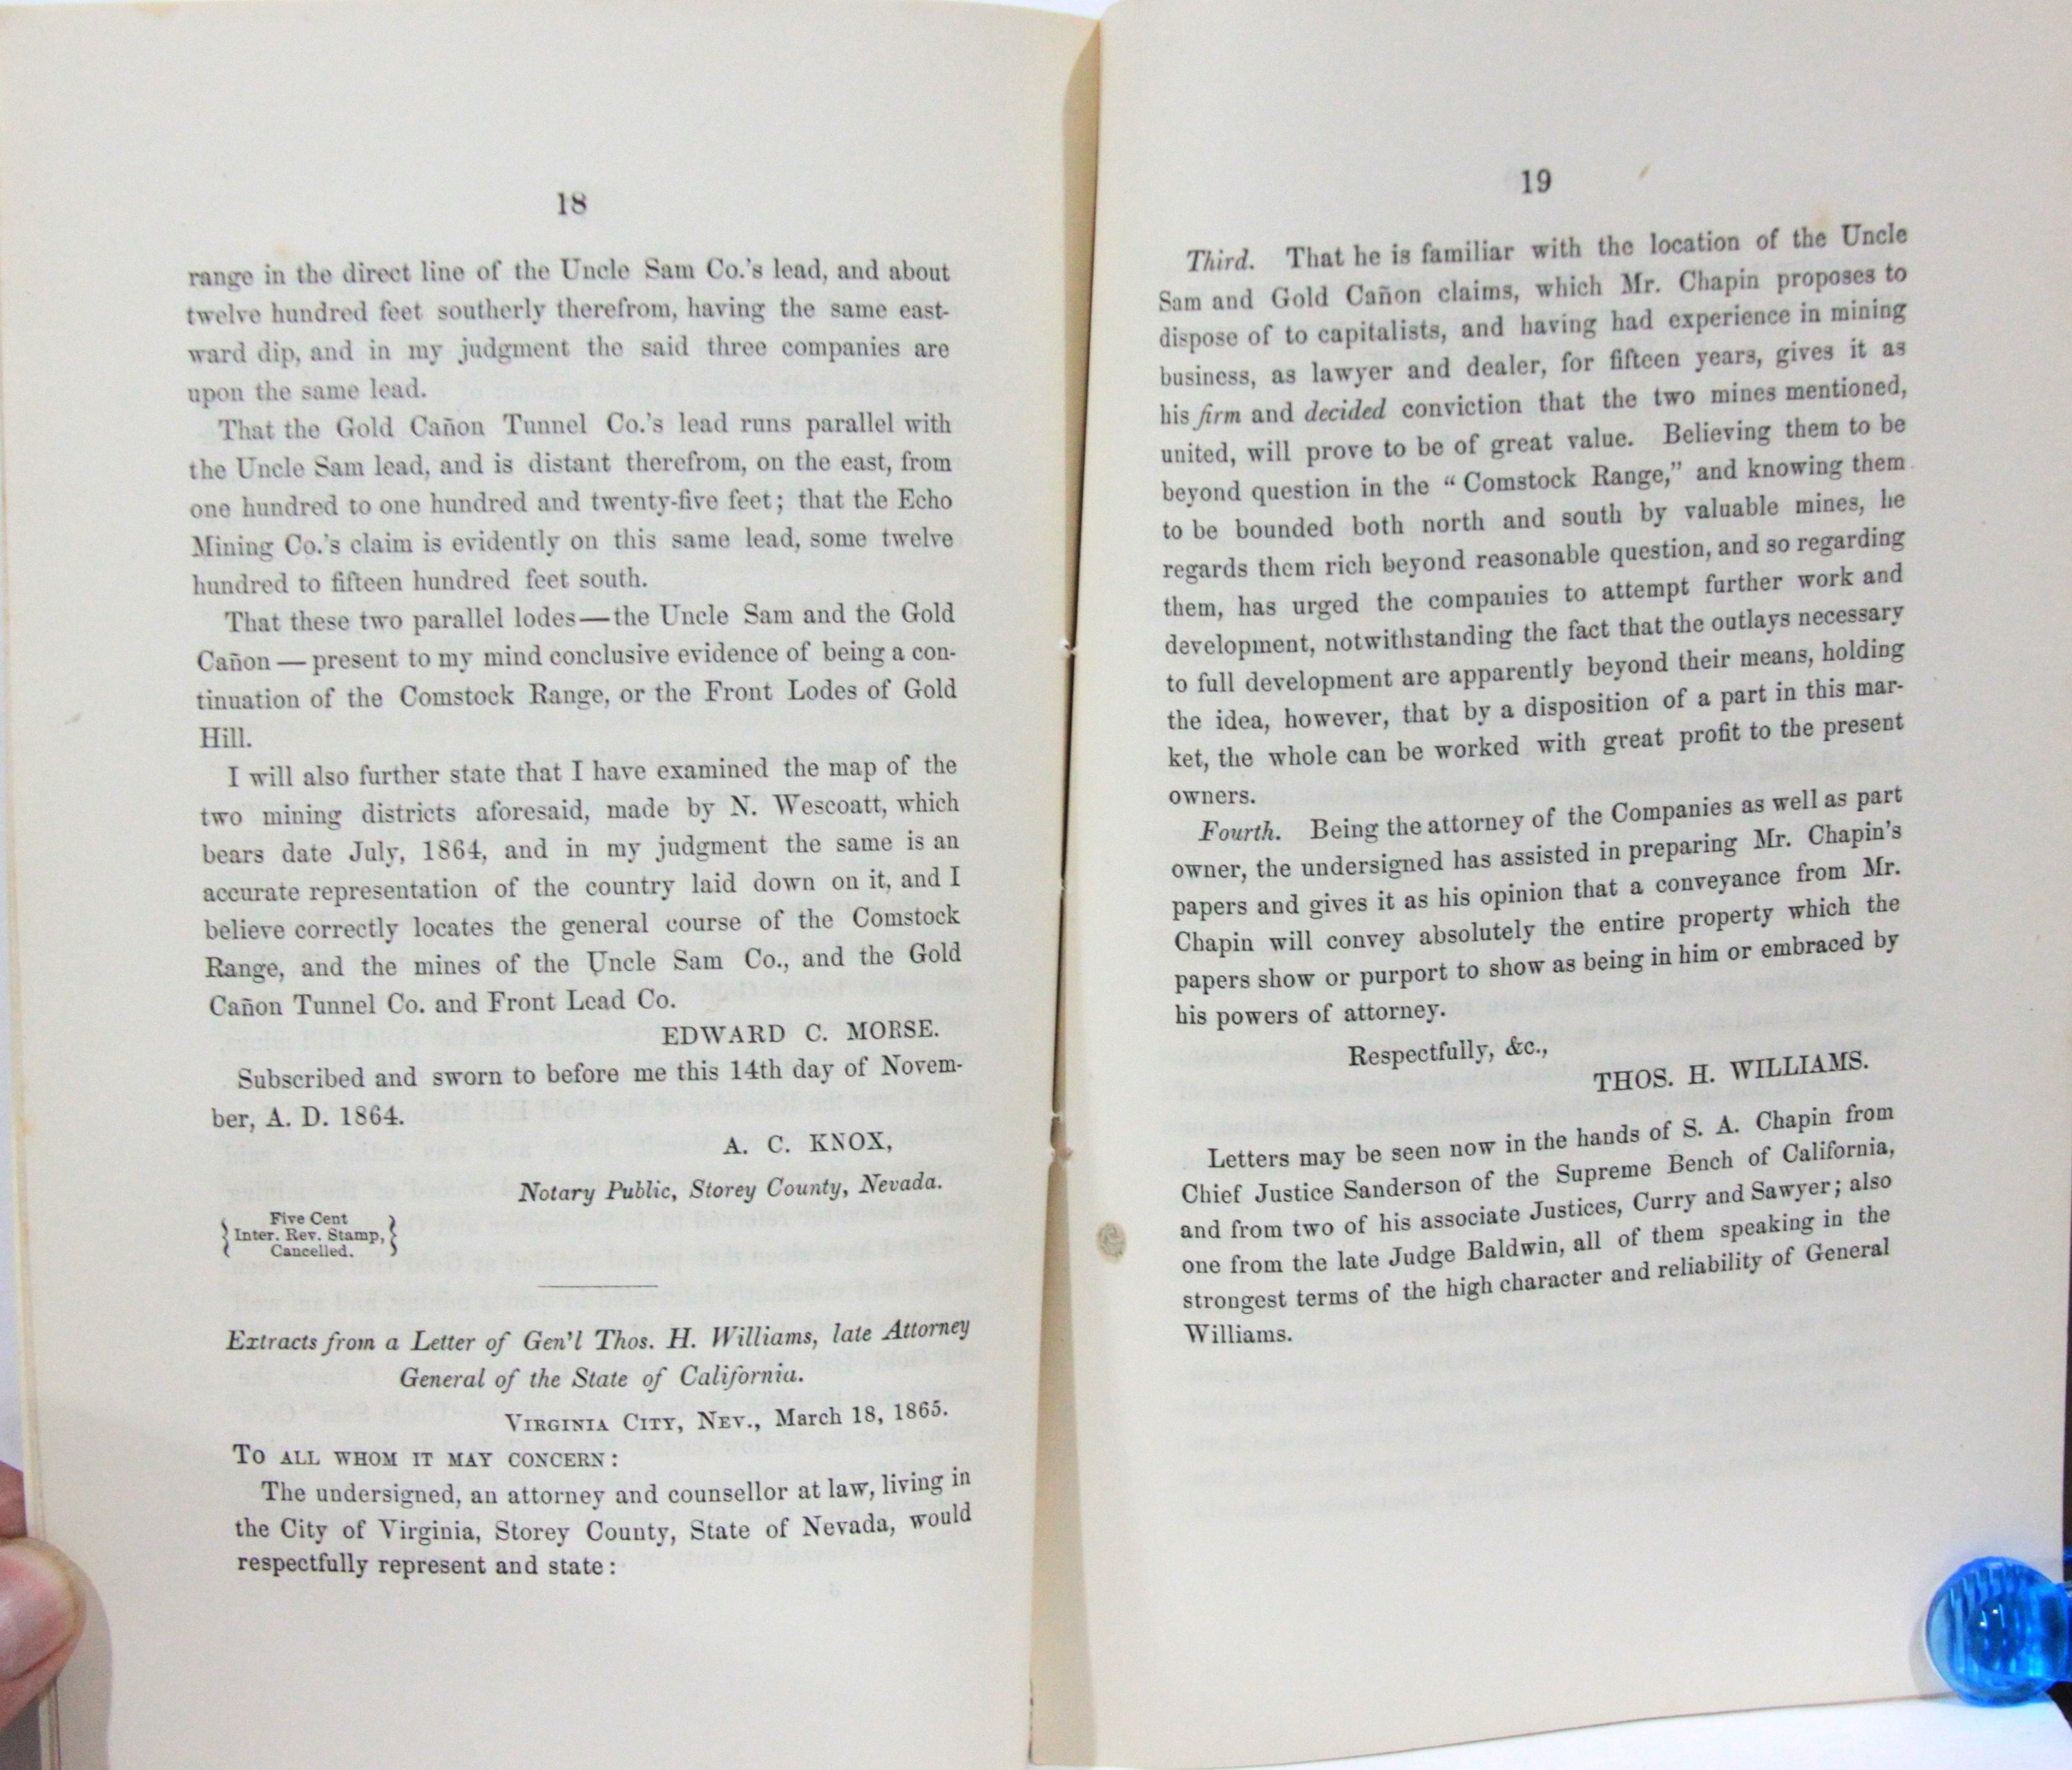 18
range in the direct line of the Uncle Sam Co.'s lead, and about
twelve hundred feet southerly therefrom, having the same east-
ward dip, and in my judgment the said three companies are
upon the same lead.
That the Gold Cañon Tunnel Co.'s lead runs parallel with
the Uncle Sam lead, and is distant therefrom, on the east, from
one hundred to one hundred and twenty-five feet; that the Echo
Mining Co.'s claim is evidently on this same lead, some twelve
hundred to fifteen hundred feet south.
That these two parallel lodes—the Uncle Sam and the Gold
Cañon — present to my mind conclusive evidence of being a con-
tinuation of the Comstock Range, or the Front Lodes of Gold
Hill.
I will also further state that I have examined the map of the
two mining districts aforesaid, made by N. Wescoatt, which
bears date July, 1864, and in my judgment the same is an
accurate representation of the country laid down on it, and I
believe correctly locates the general course of the Comstock
Range, and the mines of the Uncle Sam Co., and the Gold
Cañon Tunnel Co. and Front Lead Co.
EDWARD C. MORSE.
Subscribed and sworn to before me this 14th day of Novem-
ber, A. D. 1864.
A. C. KNOX,
Notary Public, Storey County, Nevada.
Five Cent
Inter. Rev. Stamp,
Cancelled.
Extracts from a Letter of Gen'l Thos. H. Williams, late Attorney
General of the State of California.
VIRGINIA CITY, NEV., March 18, 1865.
TO ALL WHOM IT MAY CONCERN:
The undersigned, an attorney and counsellor at law, living in
the City of Virginia, Storey County, State of Nevada, would
respectfully represent and state:
19
Third. That he is familiar with the location of the Uncle
Sam and Gold Cañon claims, which Mr. Chapin proposes to
dispose of to capitalists, and having had experience in mining
business, as lawyer and dealer, for fifteen years, gives it as
his firm and decided conviction that the two mines mentioned,
united, will prove to be of great value. Believing them to be
beyond question in the "Comstock Range," and knowing them
to be bounded both north and south by valuable mines, he
regards them rich beyond reasonable question, and so regarding
them, has urged the companies to attempt further work and
development, notwithstanding the fact that the outlays necessary
to full development are apparently beyond their means, holding
the idea, however, that by a disposition of a part in this mar-
ket, the whole can be worked with great profit to the present
owners.
Fourth. Being the attorney of the Companies as well as part
owner, the undersigned has assisted in preparing Mr. Chapin's
papers and gives it as his opinion that a conveyance from Mr.
Chapin will convey absolutely the entire property which the
papers show or purport to show as being in him or embraced by
his powers of attorney.
Respectfully, &c.,
THOS. H. WILLIAMS.
Letters may be seen now in the hands of S. A. Chapin from
Chief Justice Sanderson of the Supreme Bench of California,
and from two of his associate Justices, Curry and Sawyer; also
one from the late Judge Baldwin, all of them speaking in the
strongest terms of the high character and reliability of General
Williams.